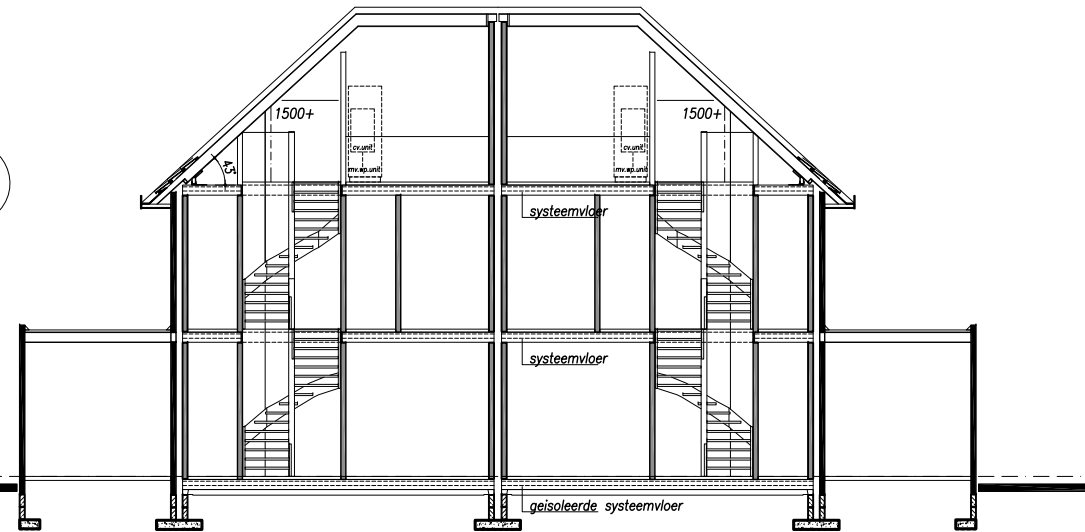 1500+
1500+
cv.unit
cv.unit
mv.wp.unit
mv.wp.unit
45
systeemvloer
systeemvloer
geisoleerde systeemvloer